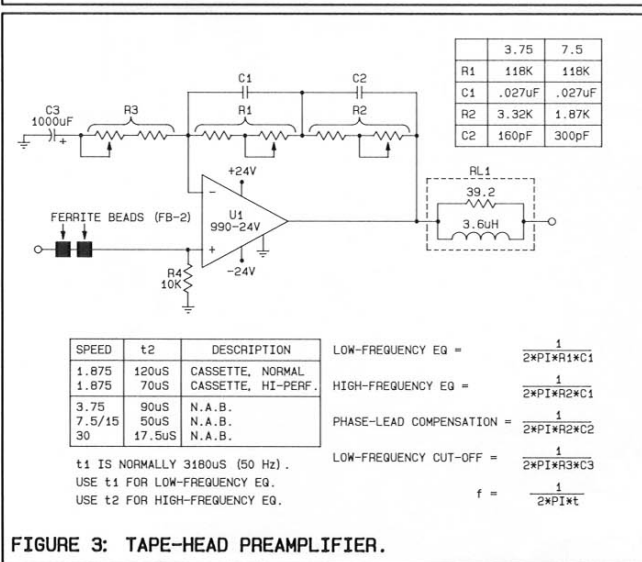 3.75 7.5
R1 118K 118K
C1 .027uF .027uF
R2 3.32K 1.87K
C2 160pF 300pF
C1 C2
C3
1000uF
+
R3 R1 R2
+24V
RL1
39.2
3.6uH
FERRITE BEADS (FB-2)
-
U1
990-24V
+
-24V
R4
10K
SPEED t2 DESCRIPTION
1.875 120uS CASSETTE, NORMAL
1.875 70uS CASSETTE, HI-PERF.
3.75 90uS N.A.B.
7.5/15 50uS N.A.B.
30 17.5uS N.A.B.
t1 IS NORMALLY 3180uS (50 Hz).
USE t1 FOR LOW-FREQUENCY EQ.
USE t2 FOR HIGH-FREQUENCY EQ.
LOW-FREQUENCY EQ = 1
2*PI*R1*C1
HIGH-FREQUENCY EQ = 1
2*PI*R2*C1
PHASE-LEAD COMPENSATION = 1
2*PI*R2*C2
LOW-FREQUENCY CUT-OFF = 1
2*PI*R3*C3
f = 1
2*PI*t
FIGURE 3: TAPE-HEAD PREAMPLIFIER.